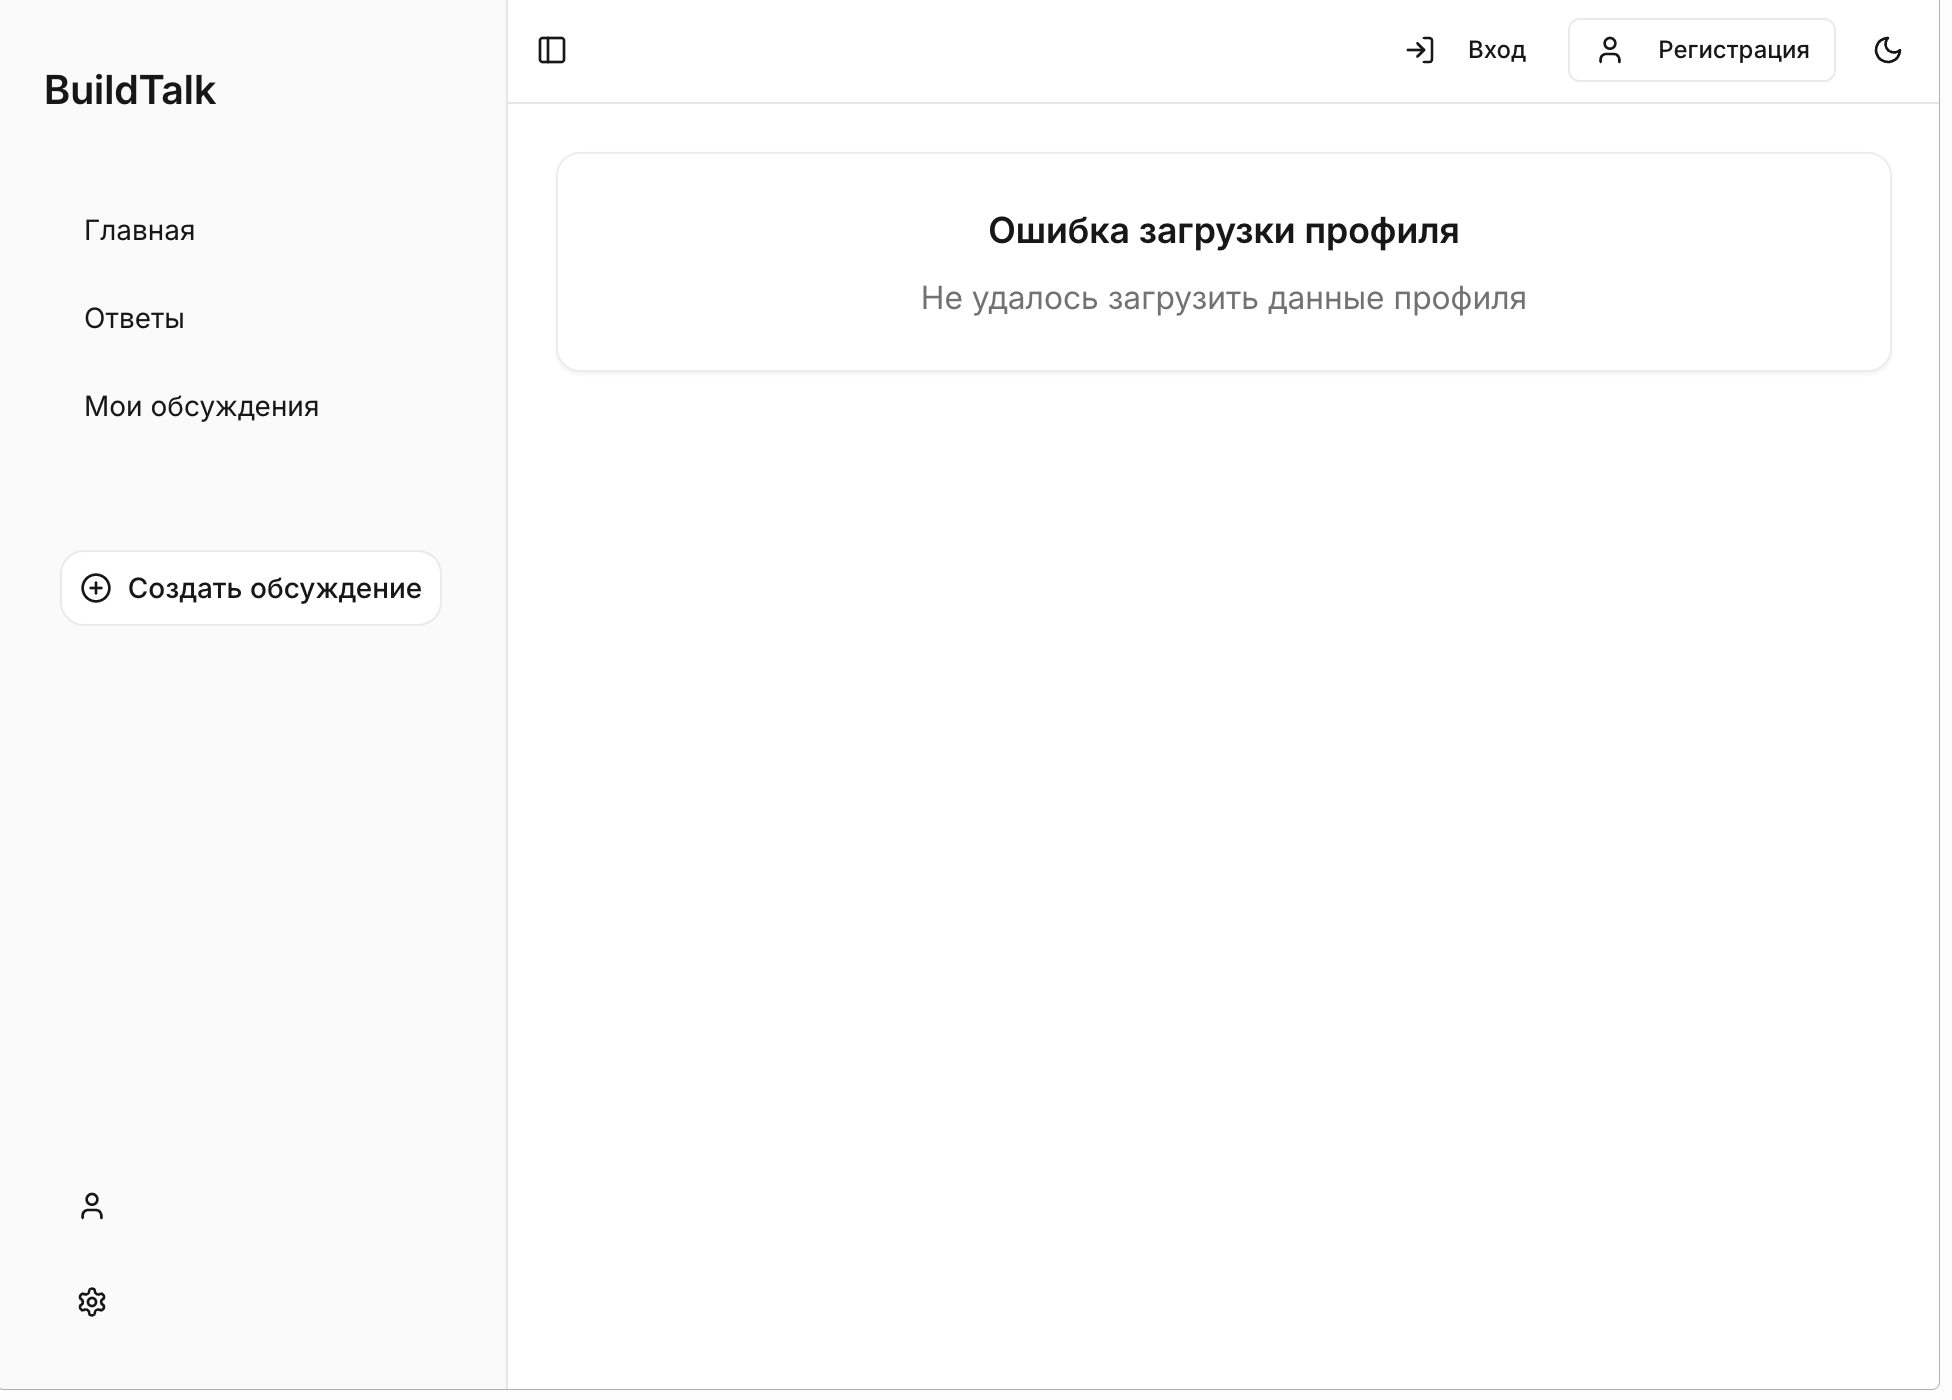 BuildTalk
Главная
Ответы
Мои обсуждения
Создать обсуждение
Вход
Регистрация
Ошибка загрузки профиля
Не удалось загрузить данные профиля